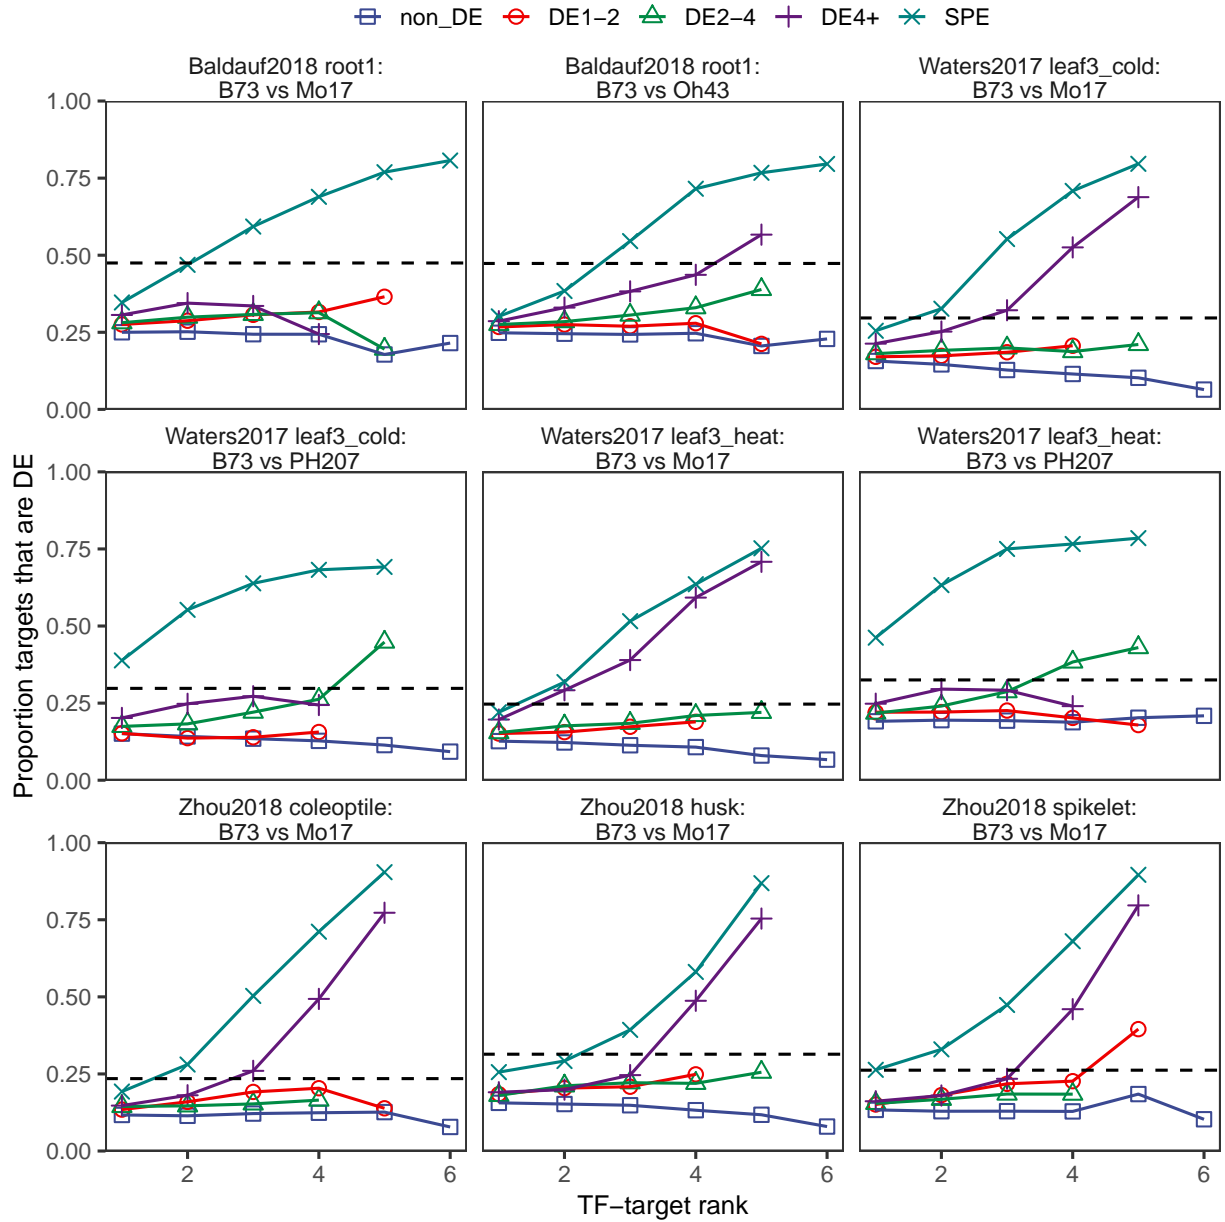 non_DE DE1−2 DE2−4 DE4+ SPE
Baldauf2018 root1:
B73 vs Mo17
Baldauf2018 root1:
B73 vs Oh43
Waters2017 leaf3_cold:
B73 vs Mo17
1.00
0.75
0.50
0.25
0.00
Waters2017 leaf3_cold:
B73 vs PH207
Waters2017 leaf3_heat:
B73 vs Mo17
Waters2017 leaf3_heat:
B73 vs PH207
1.00
0.75
0.50
0.25
0.00
Zhou2018 coleoptile:
B73 vs Mo17
Zhou2018 husk:
B73 vs Mo17
Zhou2018 spikelet:
B73 vs Mo17
1.00
0.75
0.50
0.25
0.00
2 4 6
2 4 6
2 4 6
TF−target rank
Proportion targets that are DE